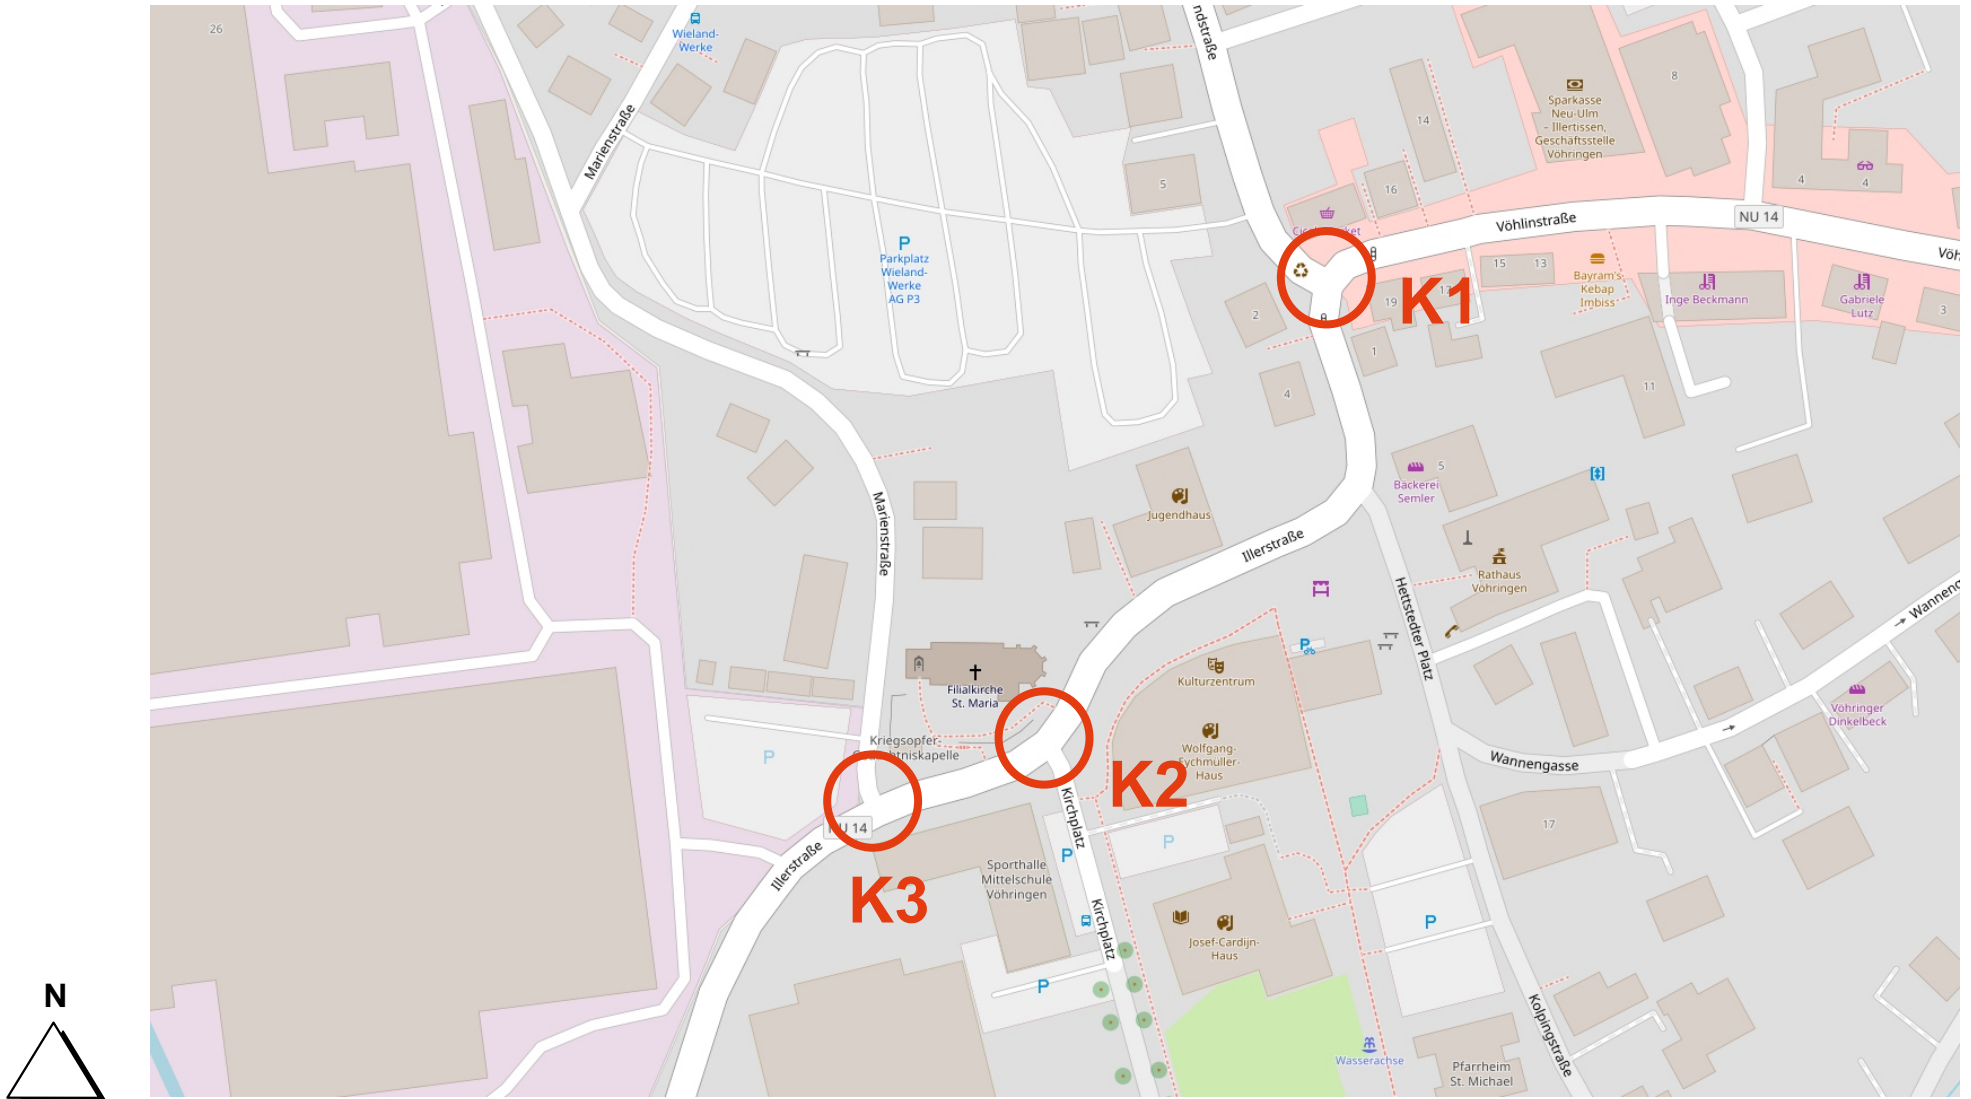 26
Wieland-
Werke
ndstraße
Marienstraße
14
Sparkasse
Neu-Ulm
- Illertissen,
Geschäftsstelle
Vöhringen
8
5
16
4
4
Vöhlinstraße
NU 14
Vöh
P
Parkplatz
Wieland-
Werke
AG P3
K1
2
19
15
13
Bayram's
Kebap
Imbiss
Inge Beckmann
Gabriele
Lutz
3
1
4
11
Marienstraße
Jugendhaus
Bäckerei
Semler
5
Illerstraße
Rathaus
Vöhringen
Hettstedter Platz
Wanneng
Filialkirche
St. Maria
P
Kulturzentrum
Wolfgang-
Eychmüller-
Haus
Vöhringer
Dinkelbeck
Kriegsopfer-
P
Wannengasse
K2
Kirchplatz
NU 14
Illerstraße
K3
Sporthalle
Mittelschule
Vöhringen
P
P
17
Kirchplatz
Josef-Cardijn-
Haus
P
P
N
Kolpingstraße
Wasserachse
Pfarrheim
St. Michael